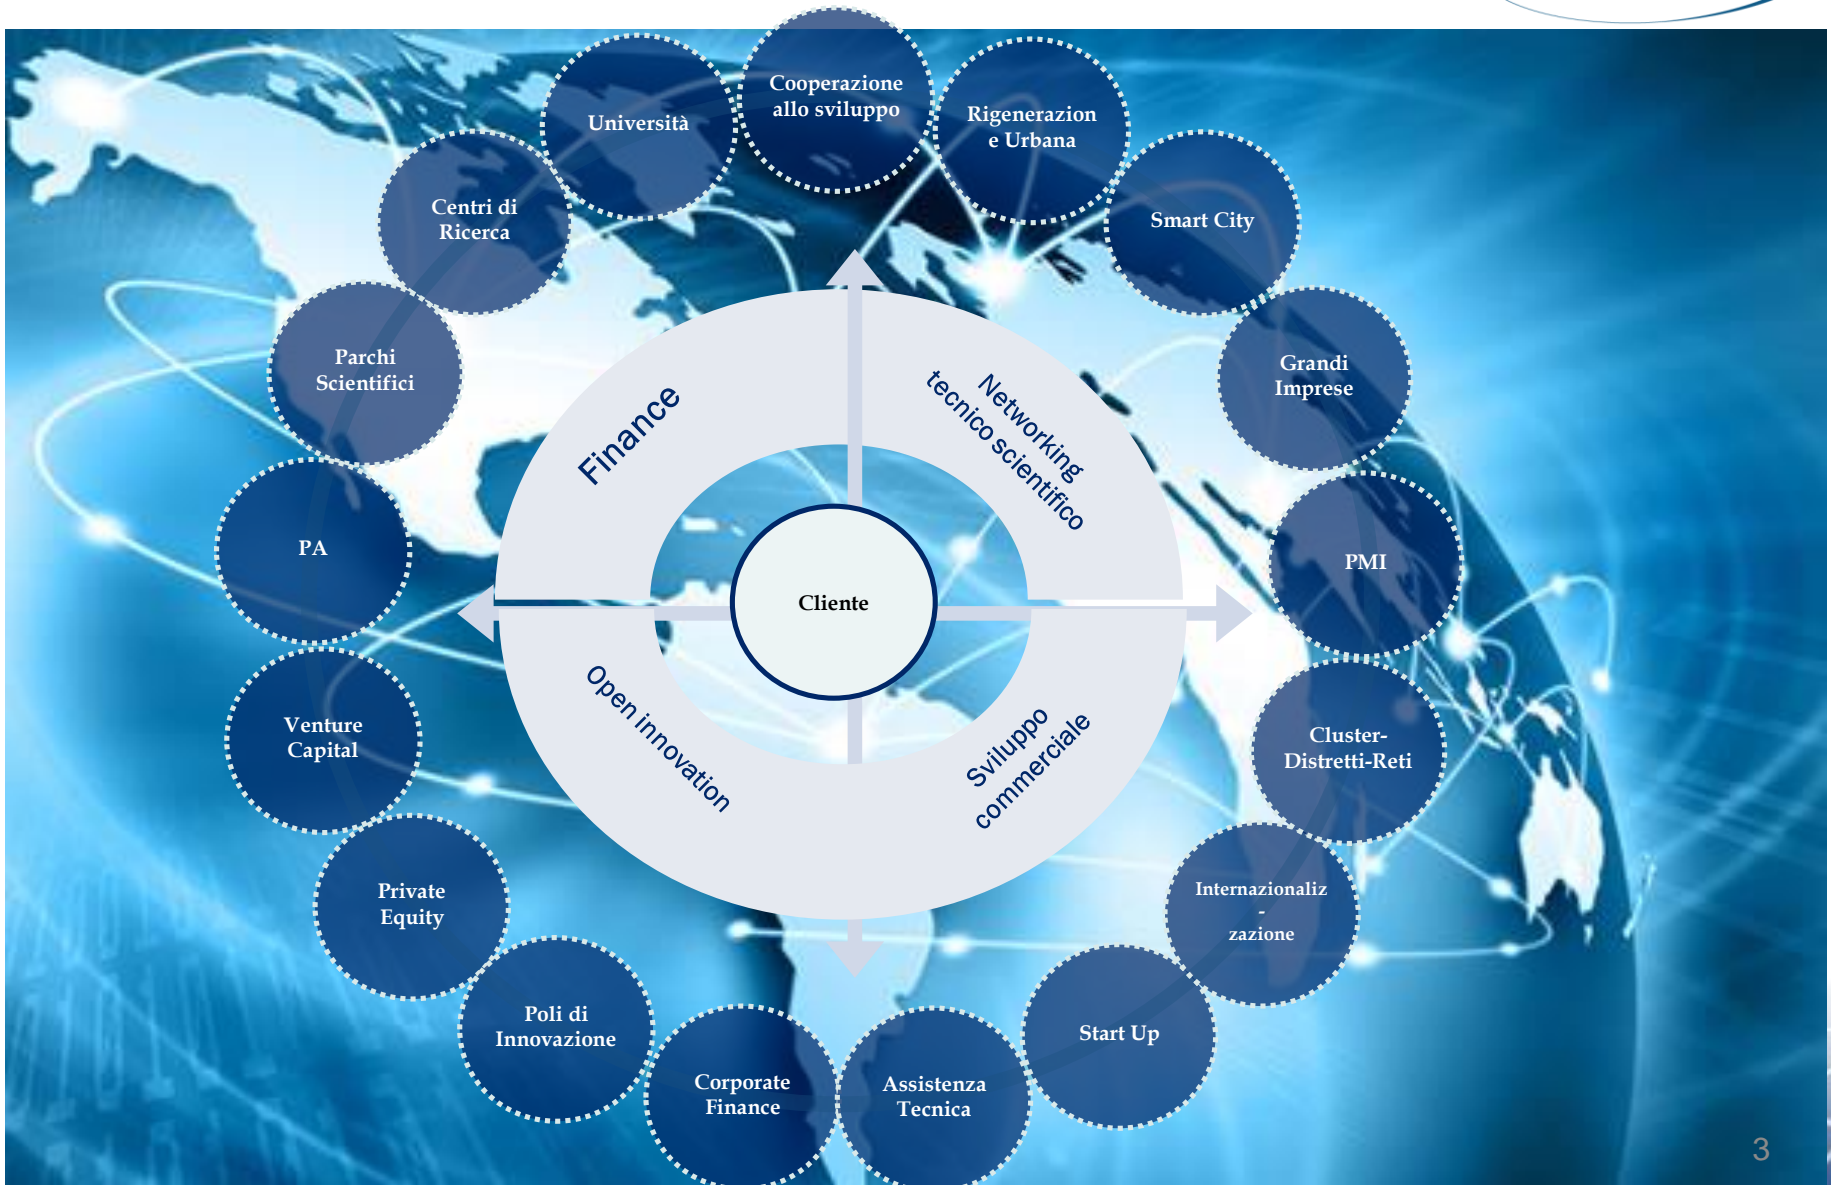 Cooperazione
allo sviluppo
Rigenerazion
e Urbana
Smart City
Grandi
Imprese
PMI
Cluster-
Distretti-Reti
Internazionaliz
-
zazione
Start Up
Assistenza
Tecnica
Corporate
Finance
Poli di
Innovazione
Private
Equity
Venture
Capital
PA
Parchi
Scientifici
Centri di
Ricerca
Università
Finance
Networking
tecnico scientifico
Cliente
Open innovation
Sviluppo
commerciale
3